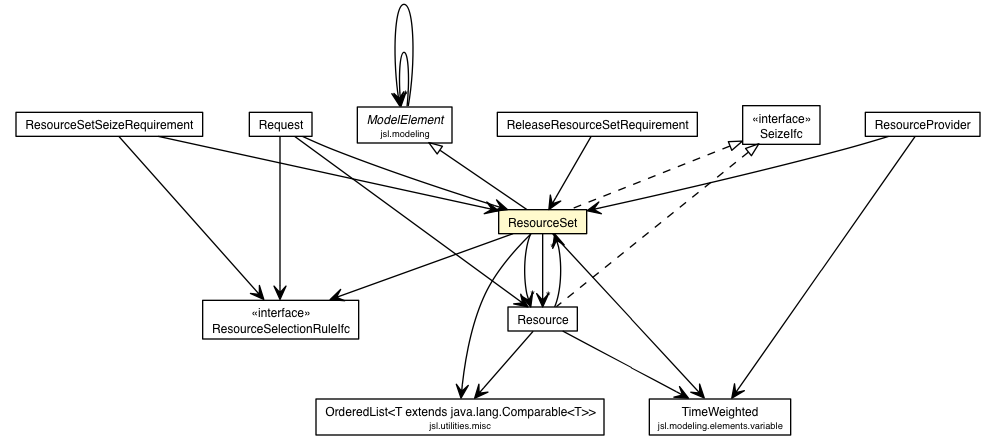 ModelElement
jsl.modeling
ResourceSetSeizeRequirement
Request
ReleaseResourceSetRequirement
«interface»
SeizeIfc
ResourceProvider
ResourceSet
«interface»
ResourceSelectionRuleIfc
Resource
OrderedList<T extends java.lang.Comparable<T>>
jsl.utilities.misc
TimeWeighted
jsl.modeling.elements.variable